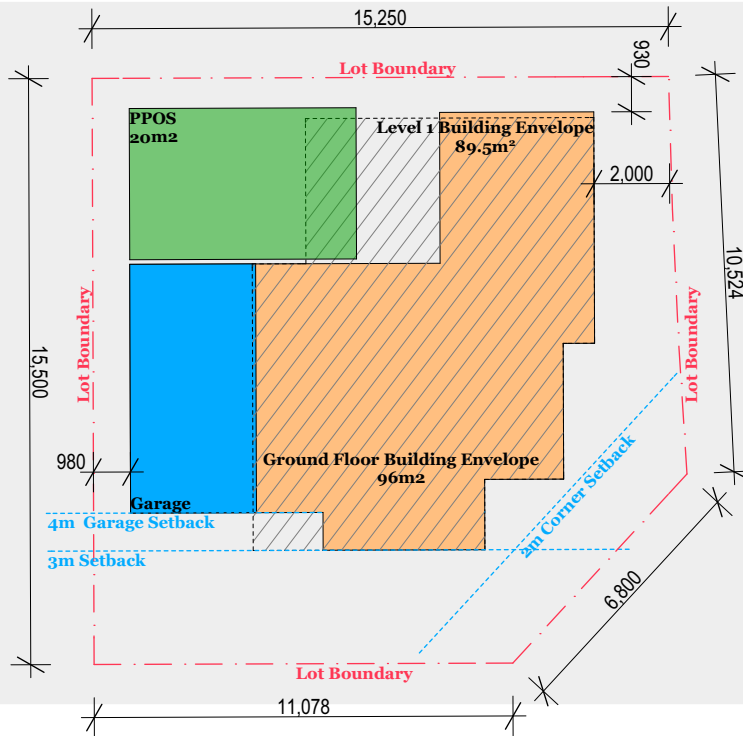 15,250
930
Lot Boundary
PPOS
20m2
Level 1 Building Envelope
89.5m²
2,000
10,524
Lot Boundary
Lot Boundary
15,500
980
Ground Floor Building Envelope
96m2
Garage
4m Garage Setback
3m Setback
2m Corner Setback
6,800
Lot Boundary
11,078